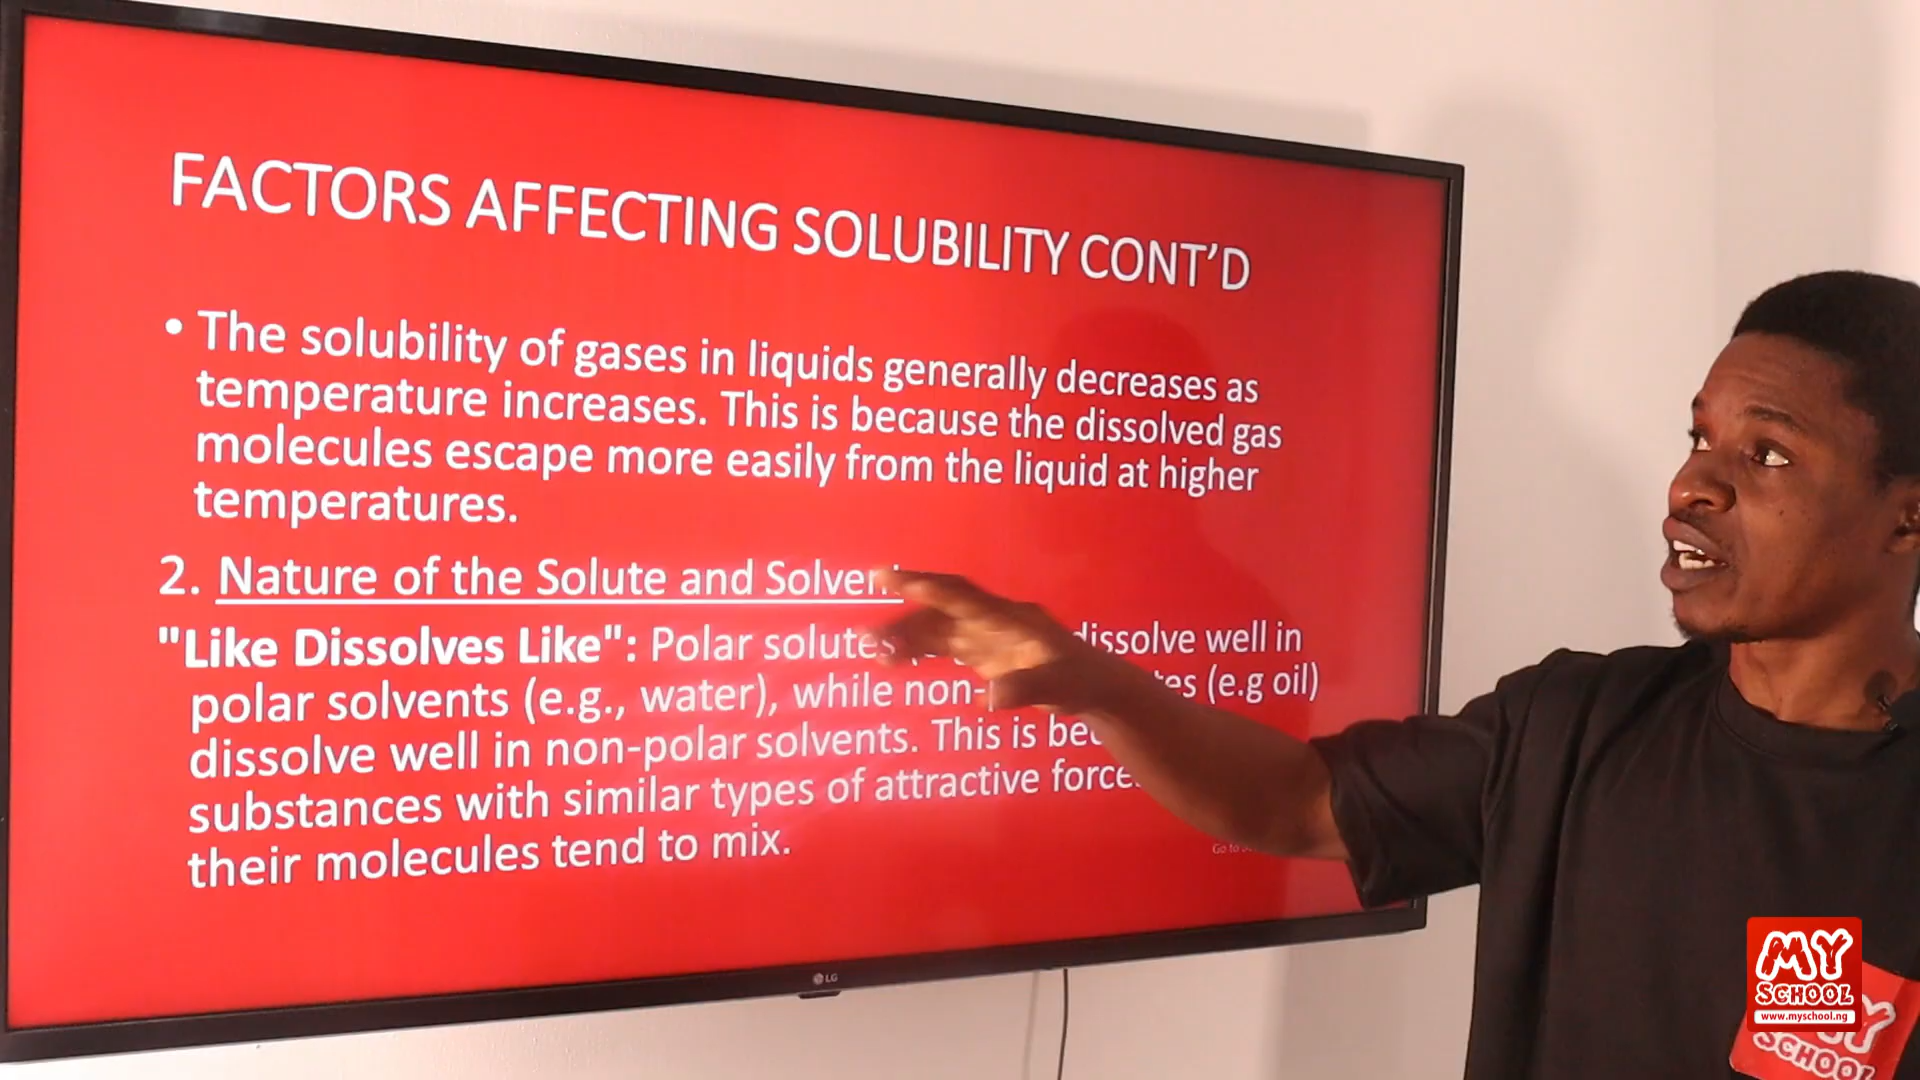 FACTORS AFFECTING SOLUBILITY CONT'D
• The solubility of gases in liquids generally decreases as
temperature increases. This is because the dissolved gas
molecules escape more easily from the liquid at higher
temperatures.
2. Nature of the Solute and Solvent
"Like Dissolves Like": Polar solutes dissolve well in
polar solvents (e.g., water), while non- (e.g oil)
dissolve well in non-polar solvents. This is
substances with similar types of attractive
their molecules tend to mix.
Go to
LG
MY
SCHOOL
www.myschool.ng
SCHOOL